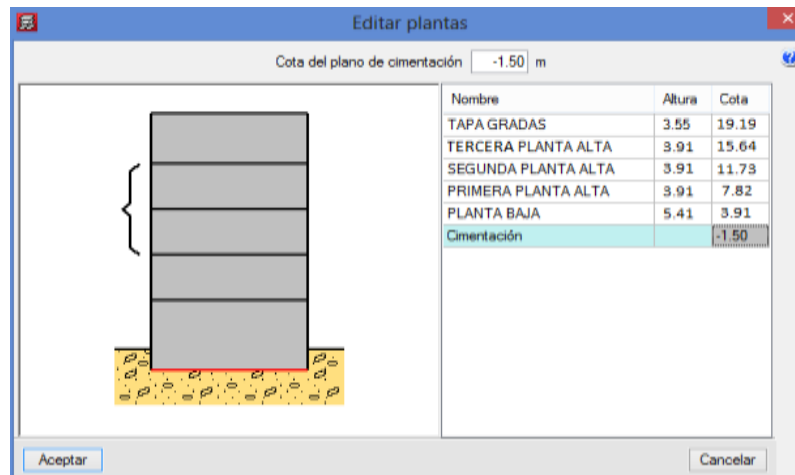 Editar plantas
Cota del plano de cimentación -1.50 m
Nombre Altura Cota
TAPA GRADAS 3.55 19.19
TERCERA PLANTA ALTA 3.91 15.64
SEGUNDA PLANTA ALTA 3.91 11.73
PRIMERA PLANTA ALTA 3.91 7.82
PLANTA BAJA 5.41 3.91
Cimentación -1.50
Aceptar Cancelar